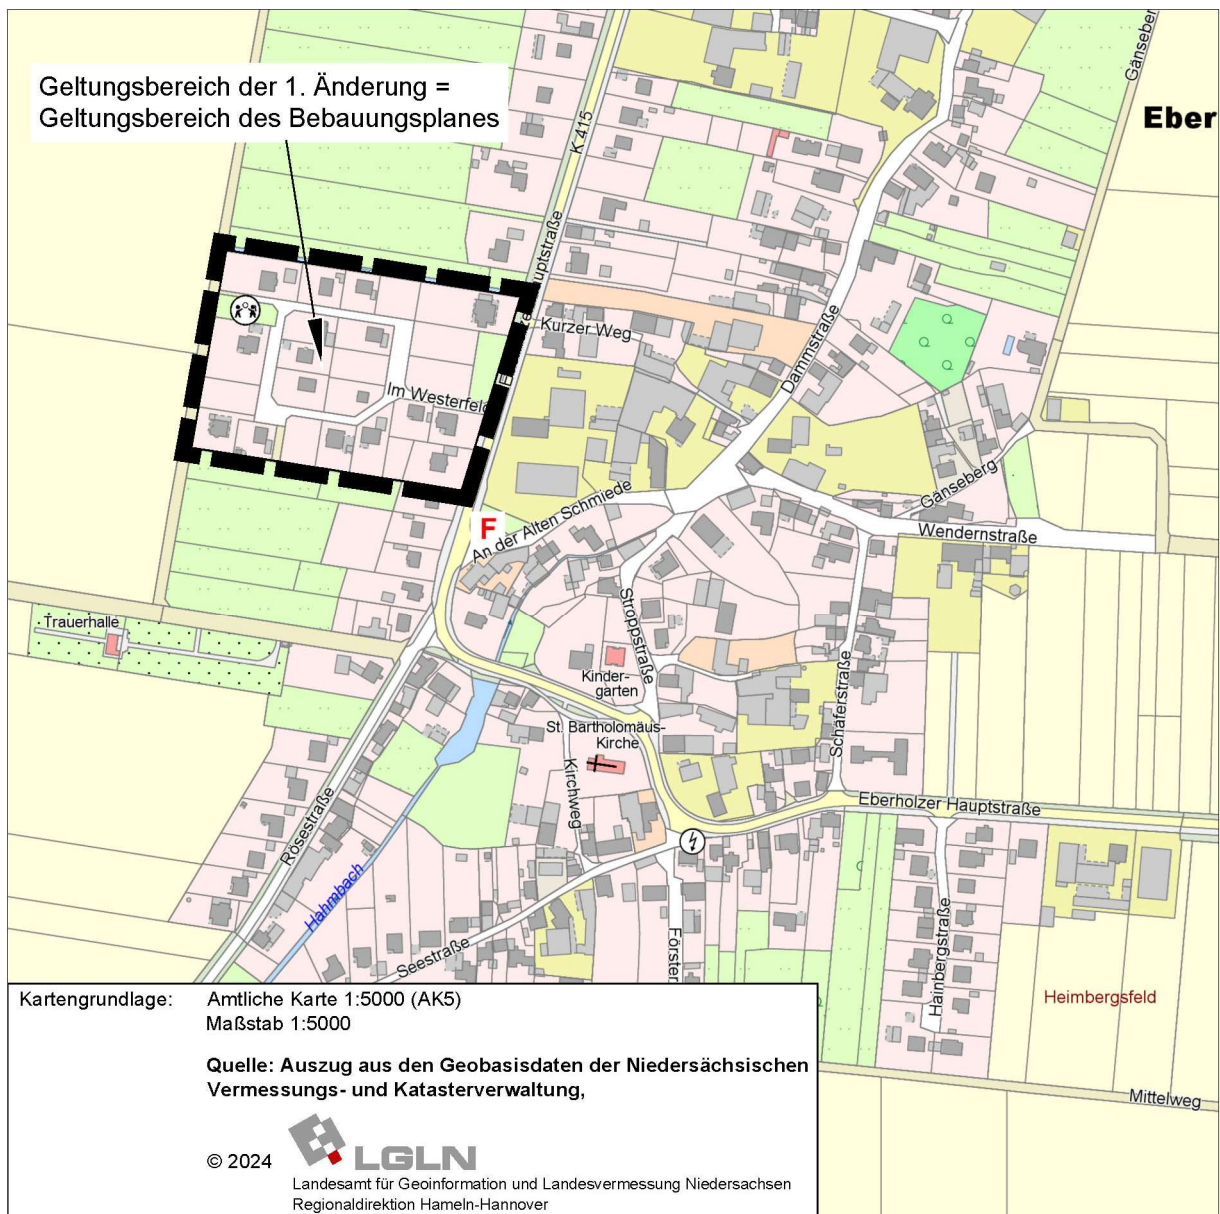 Geltungsbereich der 1. Änderung =
Geltungsbereich des Bebauungsplanes
K 415
Gänseberg
Eber
Kurzer Weg
Dammstraße
Im Westerfeld
F
An der Alten Schmiede
Gänseberg
Wendernstraße
Trauerhalle
Stroppstraße
Kinder-
garten
St. Bartholomäus-
Kirche
Schäferstraße
Kirchweg
Eberholzer Hauptstraße
Rösestraße
Hahmbach
Seestraße
Förster
Hainbergstraße
Heimbergsfeld
Mittelweg
Kartengrundlage: Amtliche Karte 1:5000 (AK5)
Maßstab 1:5000
Quelle: Auszug aus den Geobasisdaten der Niedersächsischen
Vermessungs- und Katasterverwaltung,
© 2024 LGLN
Landesamt für Geoinformation und Landesvermessung Niedersachsen
Regionaldirektion Hameln-Hannover